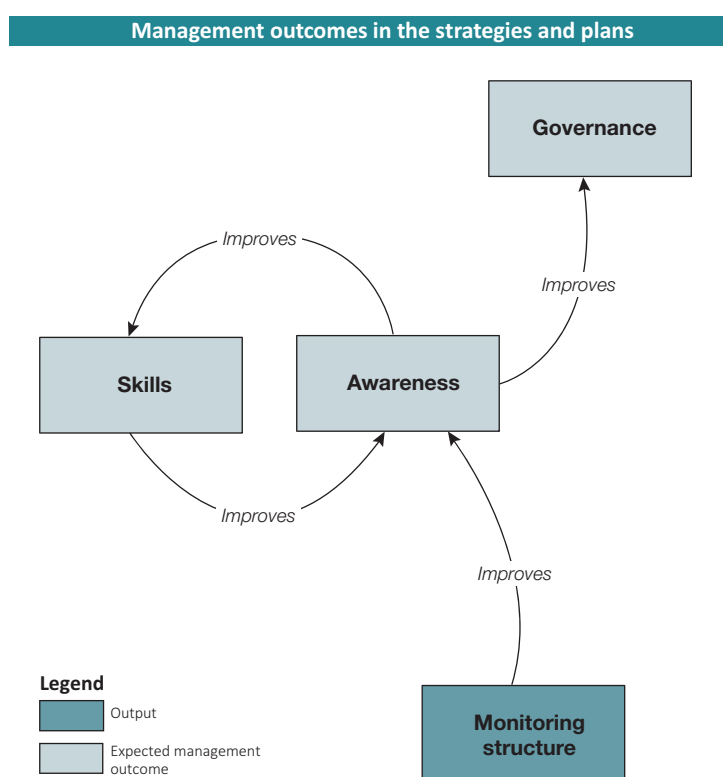 Management outcomes in the strategies and plans
Governance
Improves
Improves
Skills
Awareness
Improves
Improves
Legend
Output
Expected management
outcome
Monitoring
structure